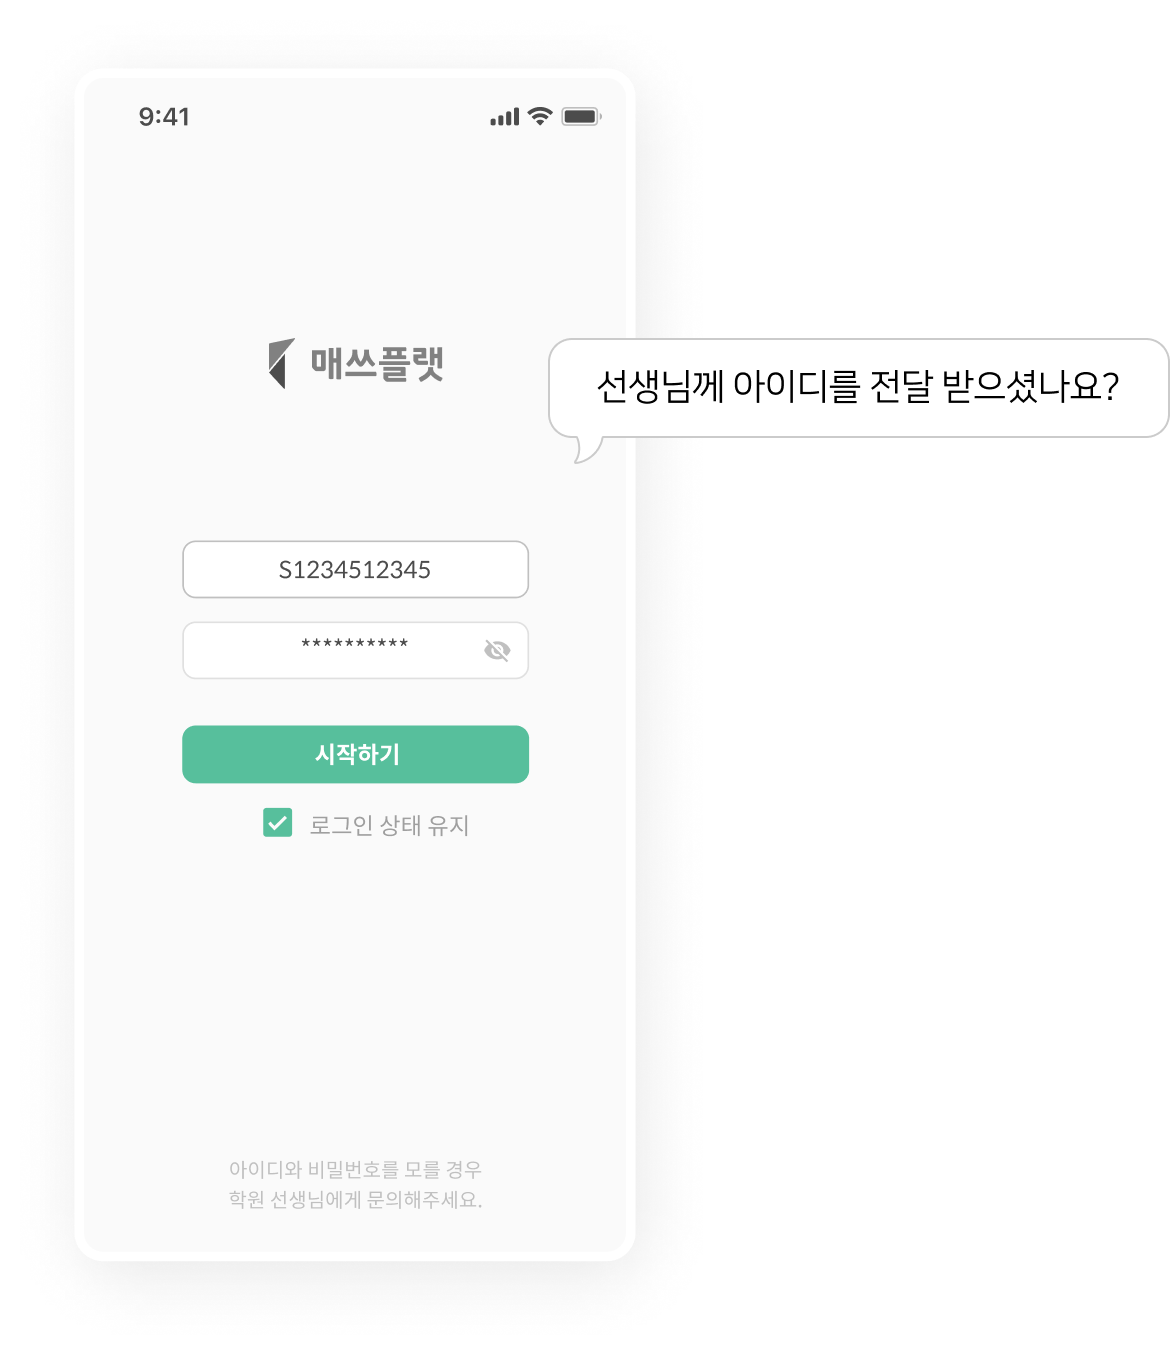 9:41
매쓰플랫
선생님께 아이디를 전달 받으셨나요?
S1234512345
**********
시작하기
로그인 상태 유지
아이디와 비밀번호를 모를 경우
학원 선생님에게 문의해주세요.